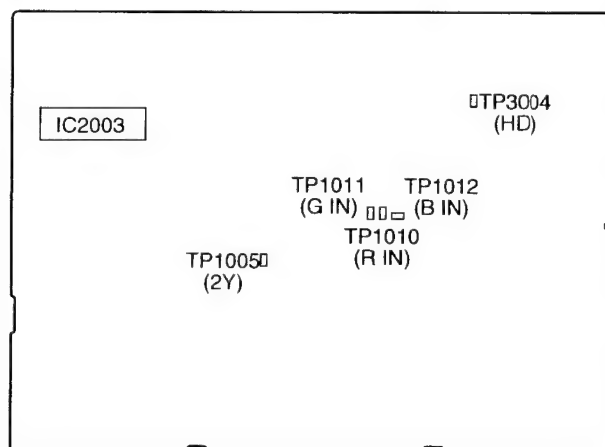 TP3004
(HD)
IC2003
TP1011
(G IN)
TP1012
(B IN)
TP1010
(R IN)
TP1005
(2Y)